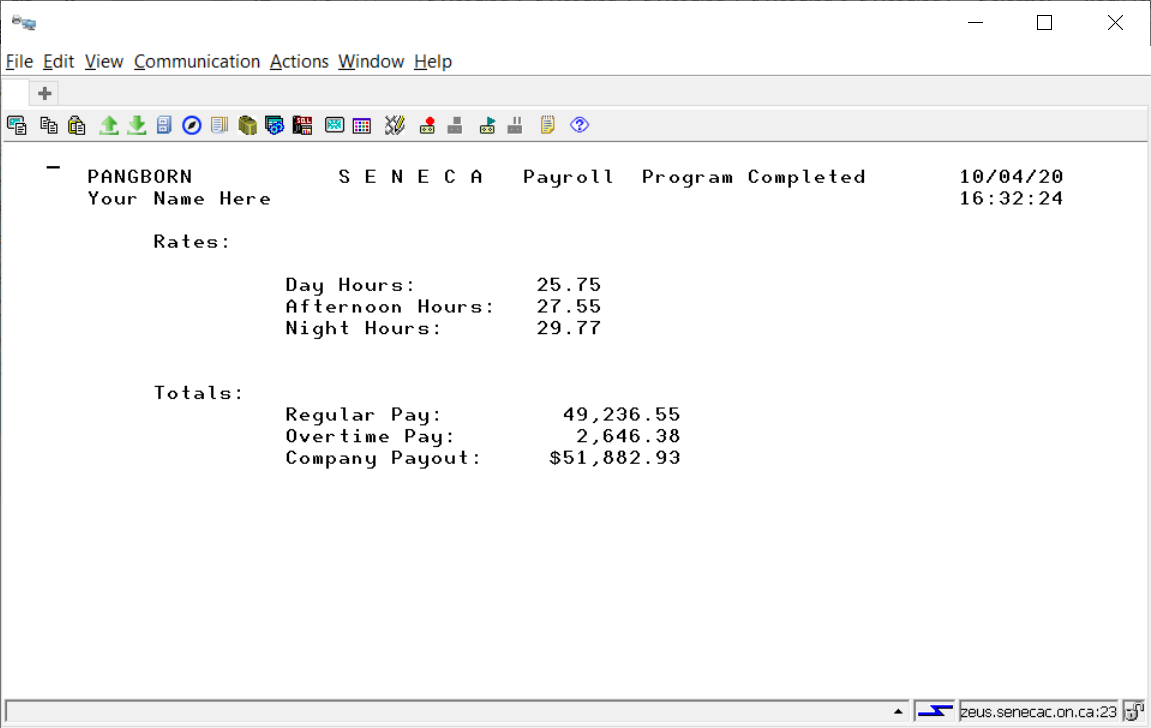 File Edit View Communication Actions Window Help
PANGBORN S E N E C A Payroll Program Completed 10/04/20
Your Name Here 16:32:24
Rates:
Day Hours: 25.75
Afternoon Hours: 27.55
Night Hours: 29.77
Totals:
Regular Pay: 49,236.55
Overtime Pay: 2,646.38
Company Payout: $51,882.93
zeus.senecac.on.ca:23